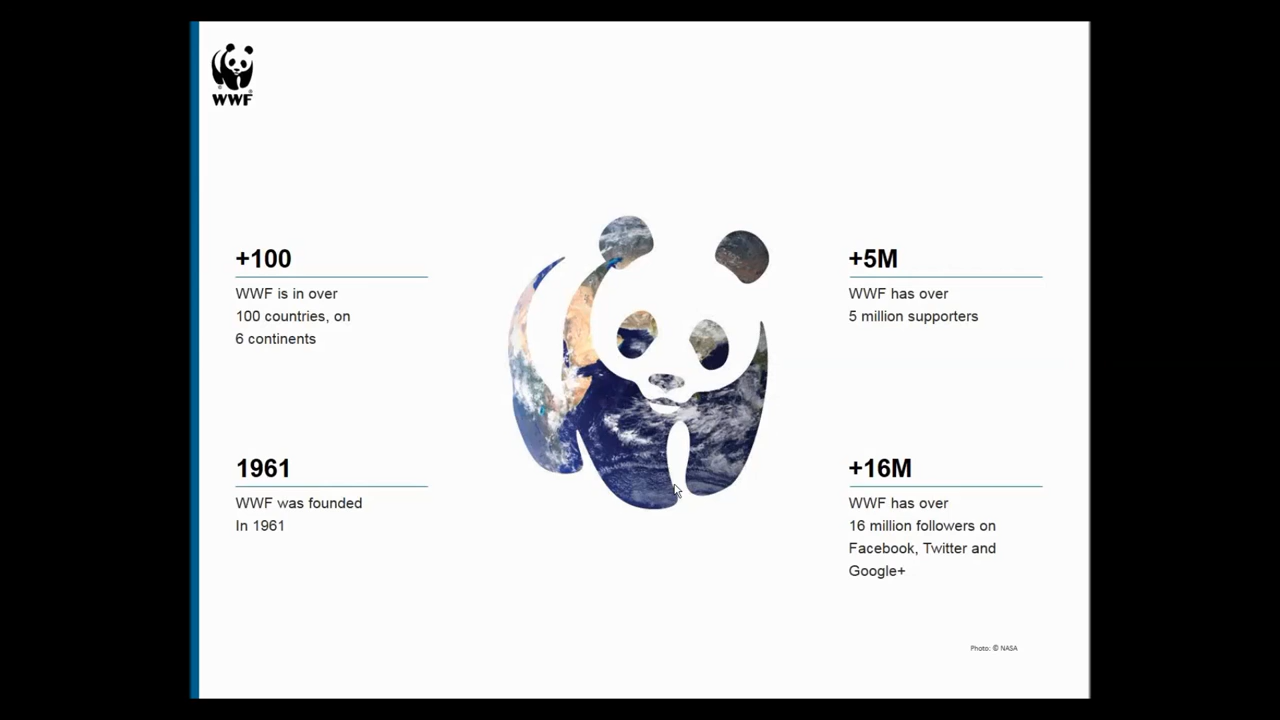 WWF
+100
WWF is in over
100 countries, on
6 continents
1961
WWF was founded
In 1961
+5M
WWF has over
5 million supporters
+16M
WWF has over
16 million followers on
Facebook, Twitter and
Google+
Photo: © NASA